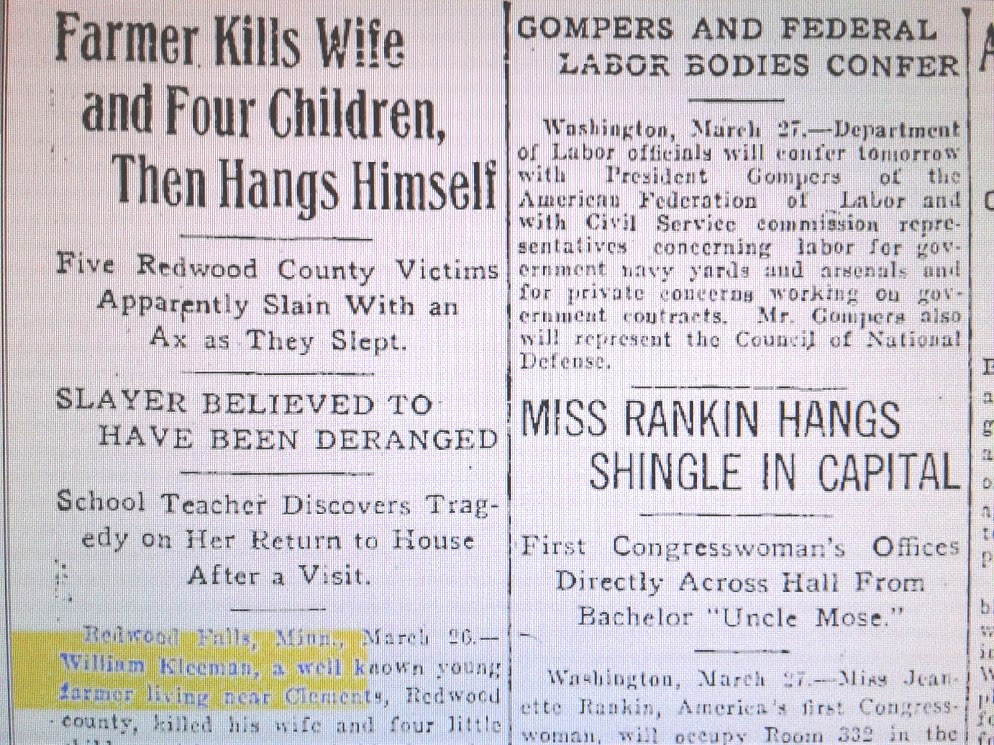 Farmer Kills Wife
and Four Children,
Then Hangs Himself
Five Redwood County Victims
Apparently Slain With an
Ax as They Slept.
SLAYER BELIEVED TO
HAVE BEEN DERANGED
School Teacher Discovers Trag-
edy on Her Return to House
After a Visit.
Redwood Falls, Minn., March 26.—
William Kleeman, a well known young
farmer living near Clements, Redwood
county, killed his wife and four little
GOMPERS AND FEDERAL
LABOR BODIES CONFER
Washington, March 27.—Department
of Labor officials will confer tomorrow
with President Gompers of the
American Federation of Labor and
with Civil Service commission repre-
sentatives concerning labor for gov-
ernment navy yards and arsenals and
for private concerns working on gov-
ernment contracts. Mr. Gompers also
will represent the Council of National
Defense.
MISS RANKIN HANGS
SHINGLE IN CAPITAL
First Congresswoman's Offices
Directly Across Hall From
Bachelor "Uncle Mose."
Washington, March 27.—Miss Jean-
ette Rankin, America's first Congress-
woman, will occupy Room 332 in the